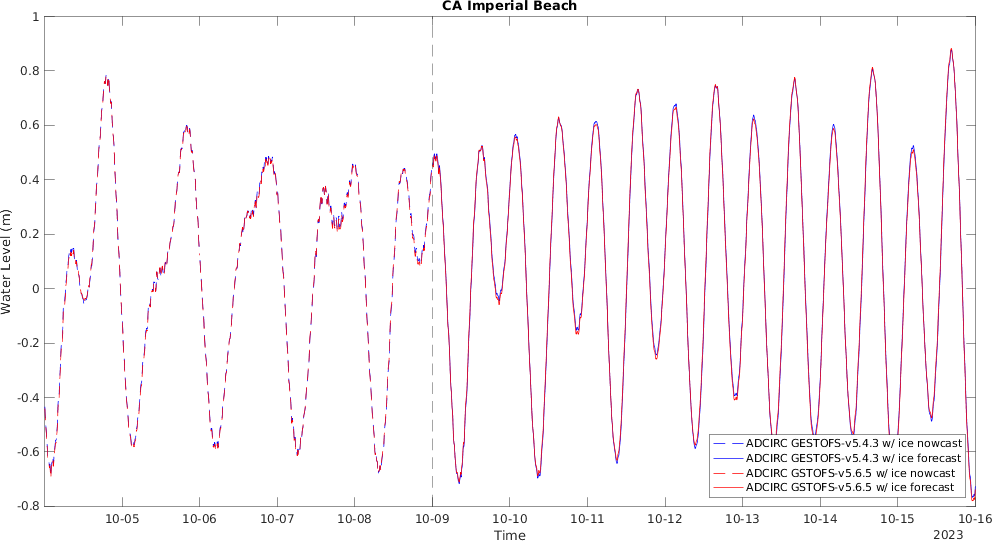 CA Imperial Beach
1
0.8
0.6
0.4
0.2
0
-0.2
-0.4
-0.6
-0.8
Water Level (m)
ADCIRC GESTOFS-v5.4.3 w/ ice nowcast
ADCIRC GESTOFS-v5.4.3 w/ ice forecast
ADCIRC GSTOFS-v5.6.5 w/ ice nowcast
ADCIRC GSTOFS-v5.6.5 w/ ice forecast
10-05 10-06 10-07 10-08 10-09 10-10 10-11 10-12 10-13 10-14 10-15 10-16
Time
2023